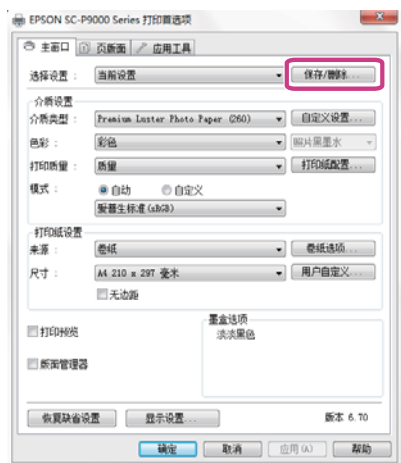 EPSON SC-P9000 Series 打印首选项
主窗口 页版面 应用工具
选择设置： 当前设置 保存/删除...
介质设置
介质类型： Premium Luster Photo Paper (260) 自定义设置...
色彩： 彩色 照片黑墨水
打印质量： 质量 打印纸配置...
模式： 自动 自定义
爱普生标准(sRGB)
打印纸设置
来源： 卷纸 卷纸选项...
尺寸： A4 210 x 297 毫米 用户自定义...
无边距
打印预览
版面管理器
墨盒选项
淡淡黑色
恢复缺省设置 显示设置... 版本 6.70
确定 取消 应用(A) 帮助